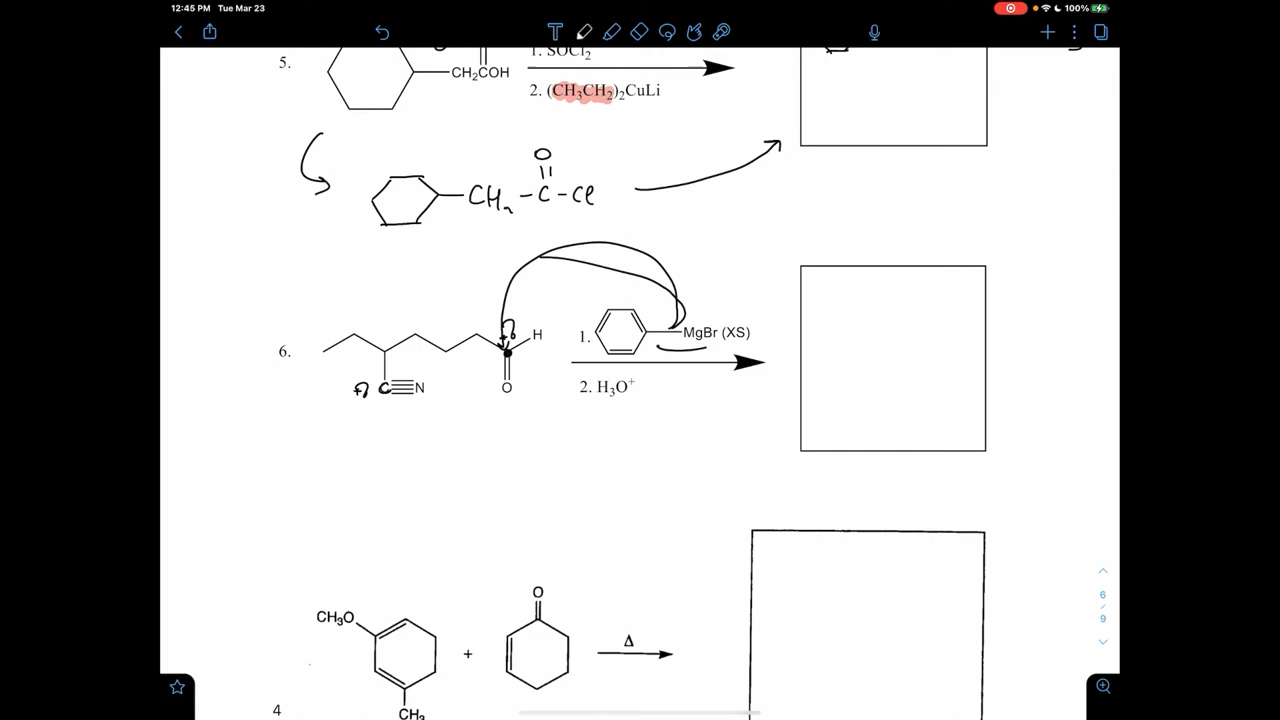 12:45 PM Tue Mar 23
100%
5.
CH₂COH
1. SOCl₂
2. (CH₃CH₂)₂CuLi
O
CH₂-C-Cl
6.
H
O
C≡N
1.
MgBr (XS)
2. H₃O⁺
6
/
9
CH₃O
O
+
Δ
4
CH₃